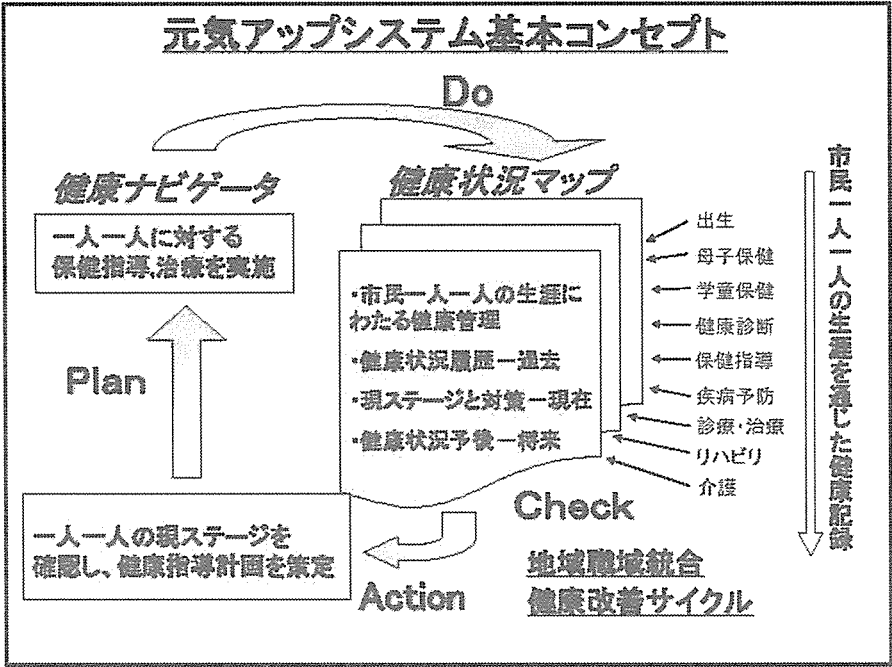 元気アップシステム基本コンセプト
Do
健康ナビゲータ
健康状況マップ
一人一人に対する
保健指導、治療を実施
・市民一人一人の生涯に
わたる健康管理
・健康状況履歴ー過去
・現ステージと対策ー現在
・健康状況予後ー将来
出生
母子保健
学童保健
健康診断
保健指導
疾病予防
診療・治療
リハビリ
介護
市民一人一人の生涯を通じた健康記録
Plan
一人一人の現ステージを
確認し、健康指導計画を策定
Check
Action
地域職域統合
健康改善サイクル